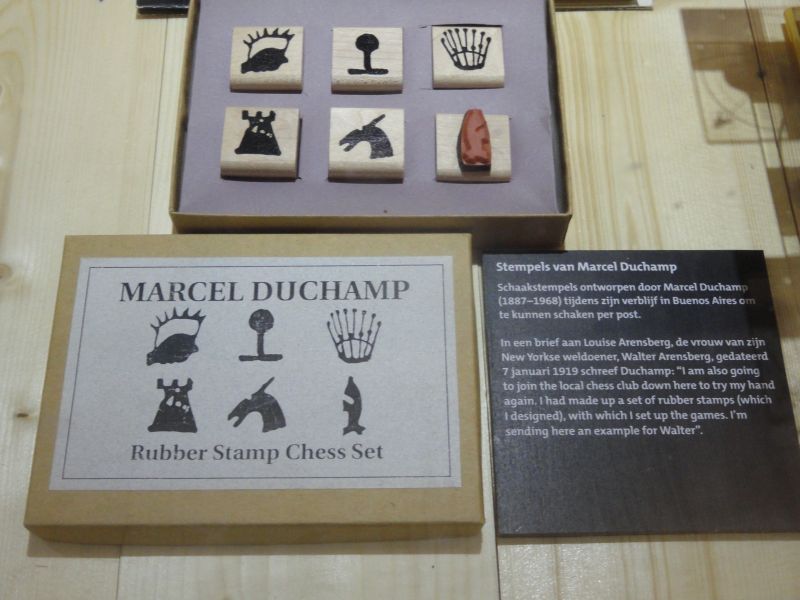 MARCEL DUCHAMP
Rubber Stamp Chess Set
Stempels van Marcel Duchamp
Schaakstempels ontworpen door Marcel Duchamp
(1887–1968) tijdens zijn verblijf in Buenos Aires om
te kunnen schaken per post.
In een brief aan Louise Arensberg, de vrouw van zijn
New Yorkse weldoener, Walter Arensberg, gedateerd
7 januari 1919 schreef Duchamp: “I am also going
to join the local chess club down here to try my hand
again. I had made up a set of rubber stamps (which
I designed), with which I set up the games. I'm
sending here an example for Walter”.